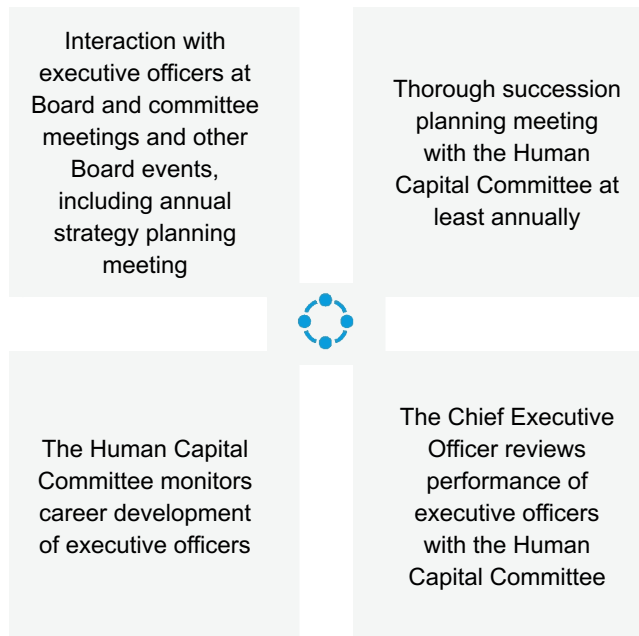 Interaction with
executive officers at
Board and committee
meetings and other
Board events,
including annual
strategy planning
meeting
Thorough succession
planning meeting
with the Human
Capital Committee at
least annually
The Human Capital
Committee monitors
career development
of executive officers
The Chief Executive
Officer reviews
performance of
executive officers
with the Human
Capital Committee